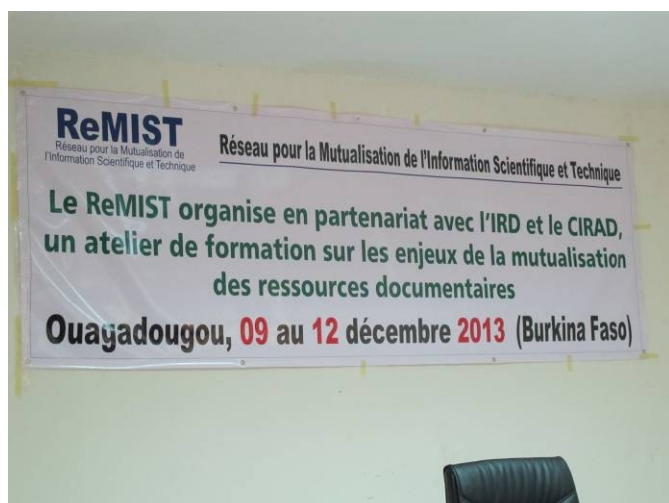 ReMIST
Réseau pour la Mutualisation de
l'Information Scientifique et Technique
Réseau pour la Mutualisation de l'Information Scientifique et Technique
Le ReMIST organise en partenariat avec l'IRD et le CIRAD,
un atelier de formation sur les enjeux de la mutualisation
des ressources documentaires
Ouagadougou, 09 au 12 décembre 2013 (Burkina Faso)